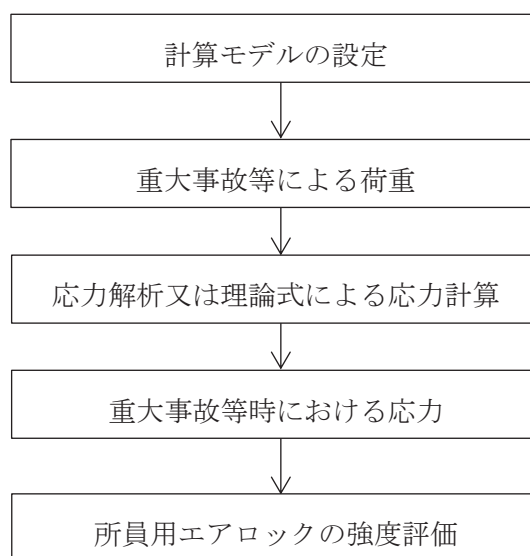 計算モデルの設定
重大事故等による荷重
応力解析又は理論式による応力計算
重大事故等時における応力
所員用エアロックの強度評価